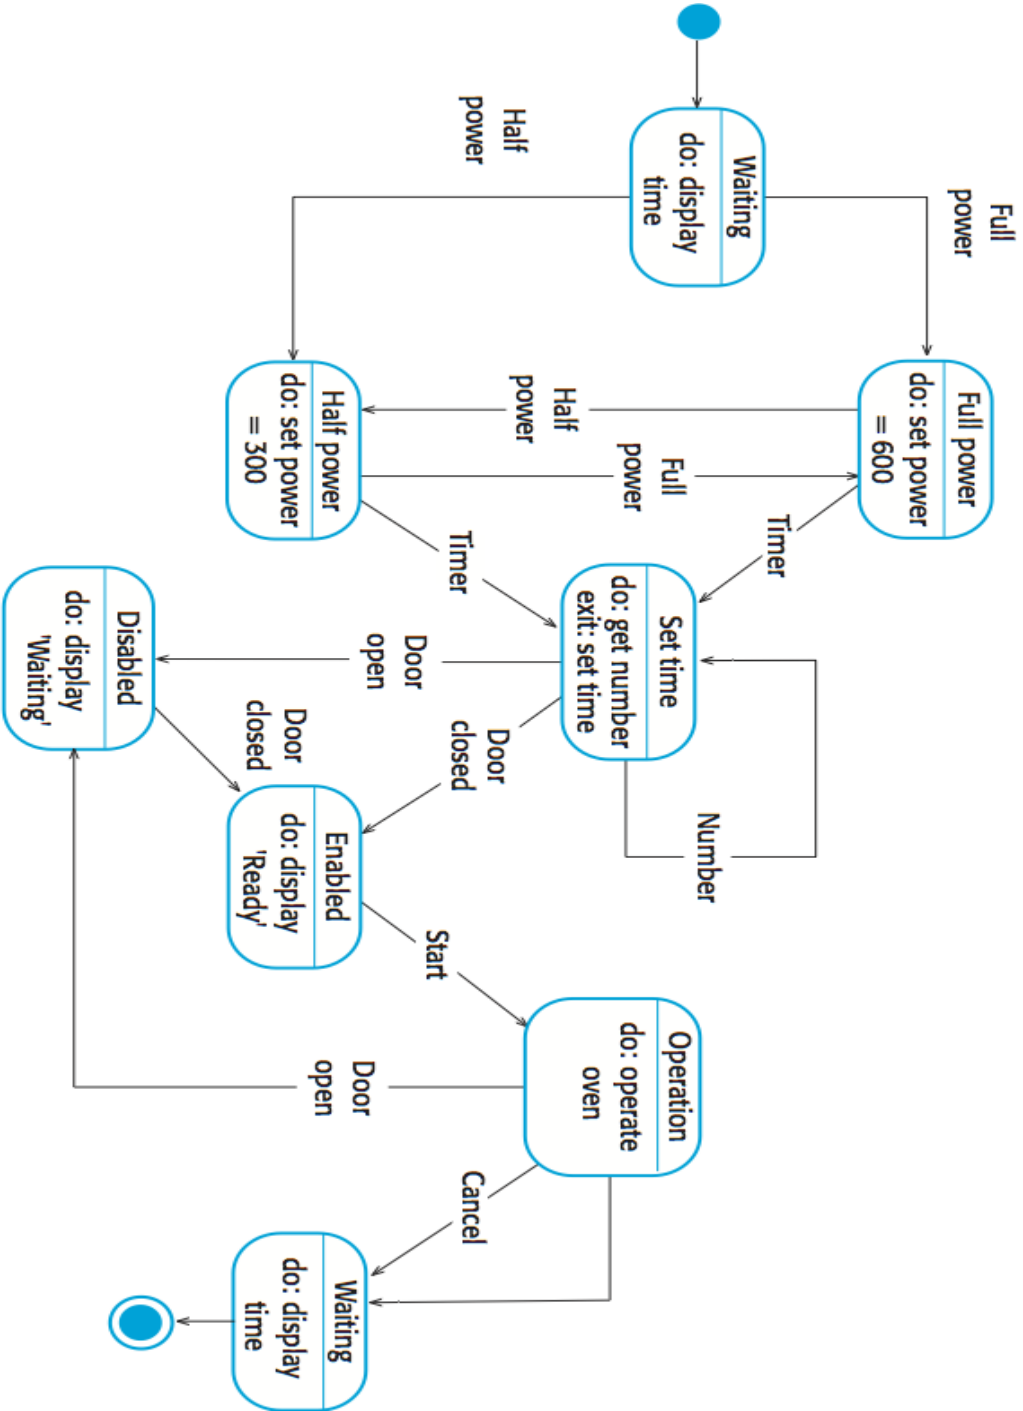 Full
power
Full power
do: set power
= 600
Timer
Waiting
do: display
time
Half
power
Full
power
Set time
do: get number
exit: set time
Number
Operation
do: operate
oven
Half
power
Half power
do: set power
= 300
Timer
Door
open
Door
closed
Start
Cancel
Disabled
do: display
'Waiting'
Door
closed
Enabled
do: display
'Ready'
Door
open
Waiting
do: display
time